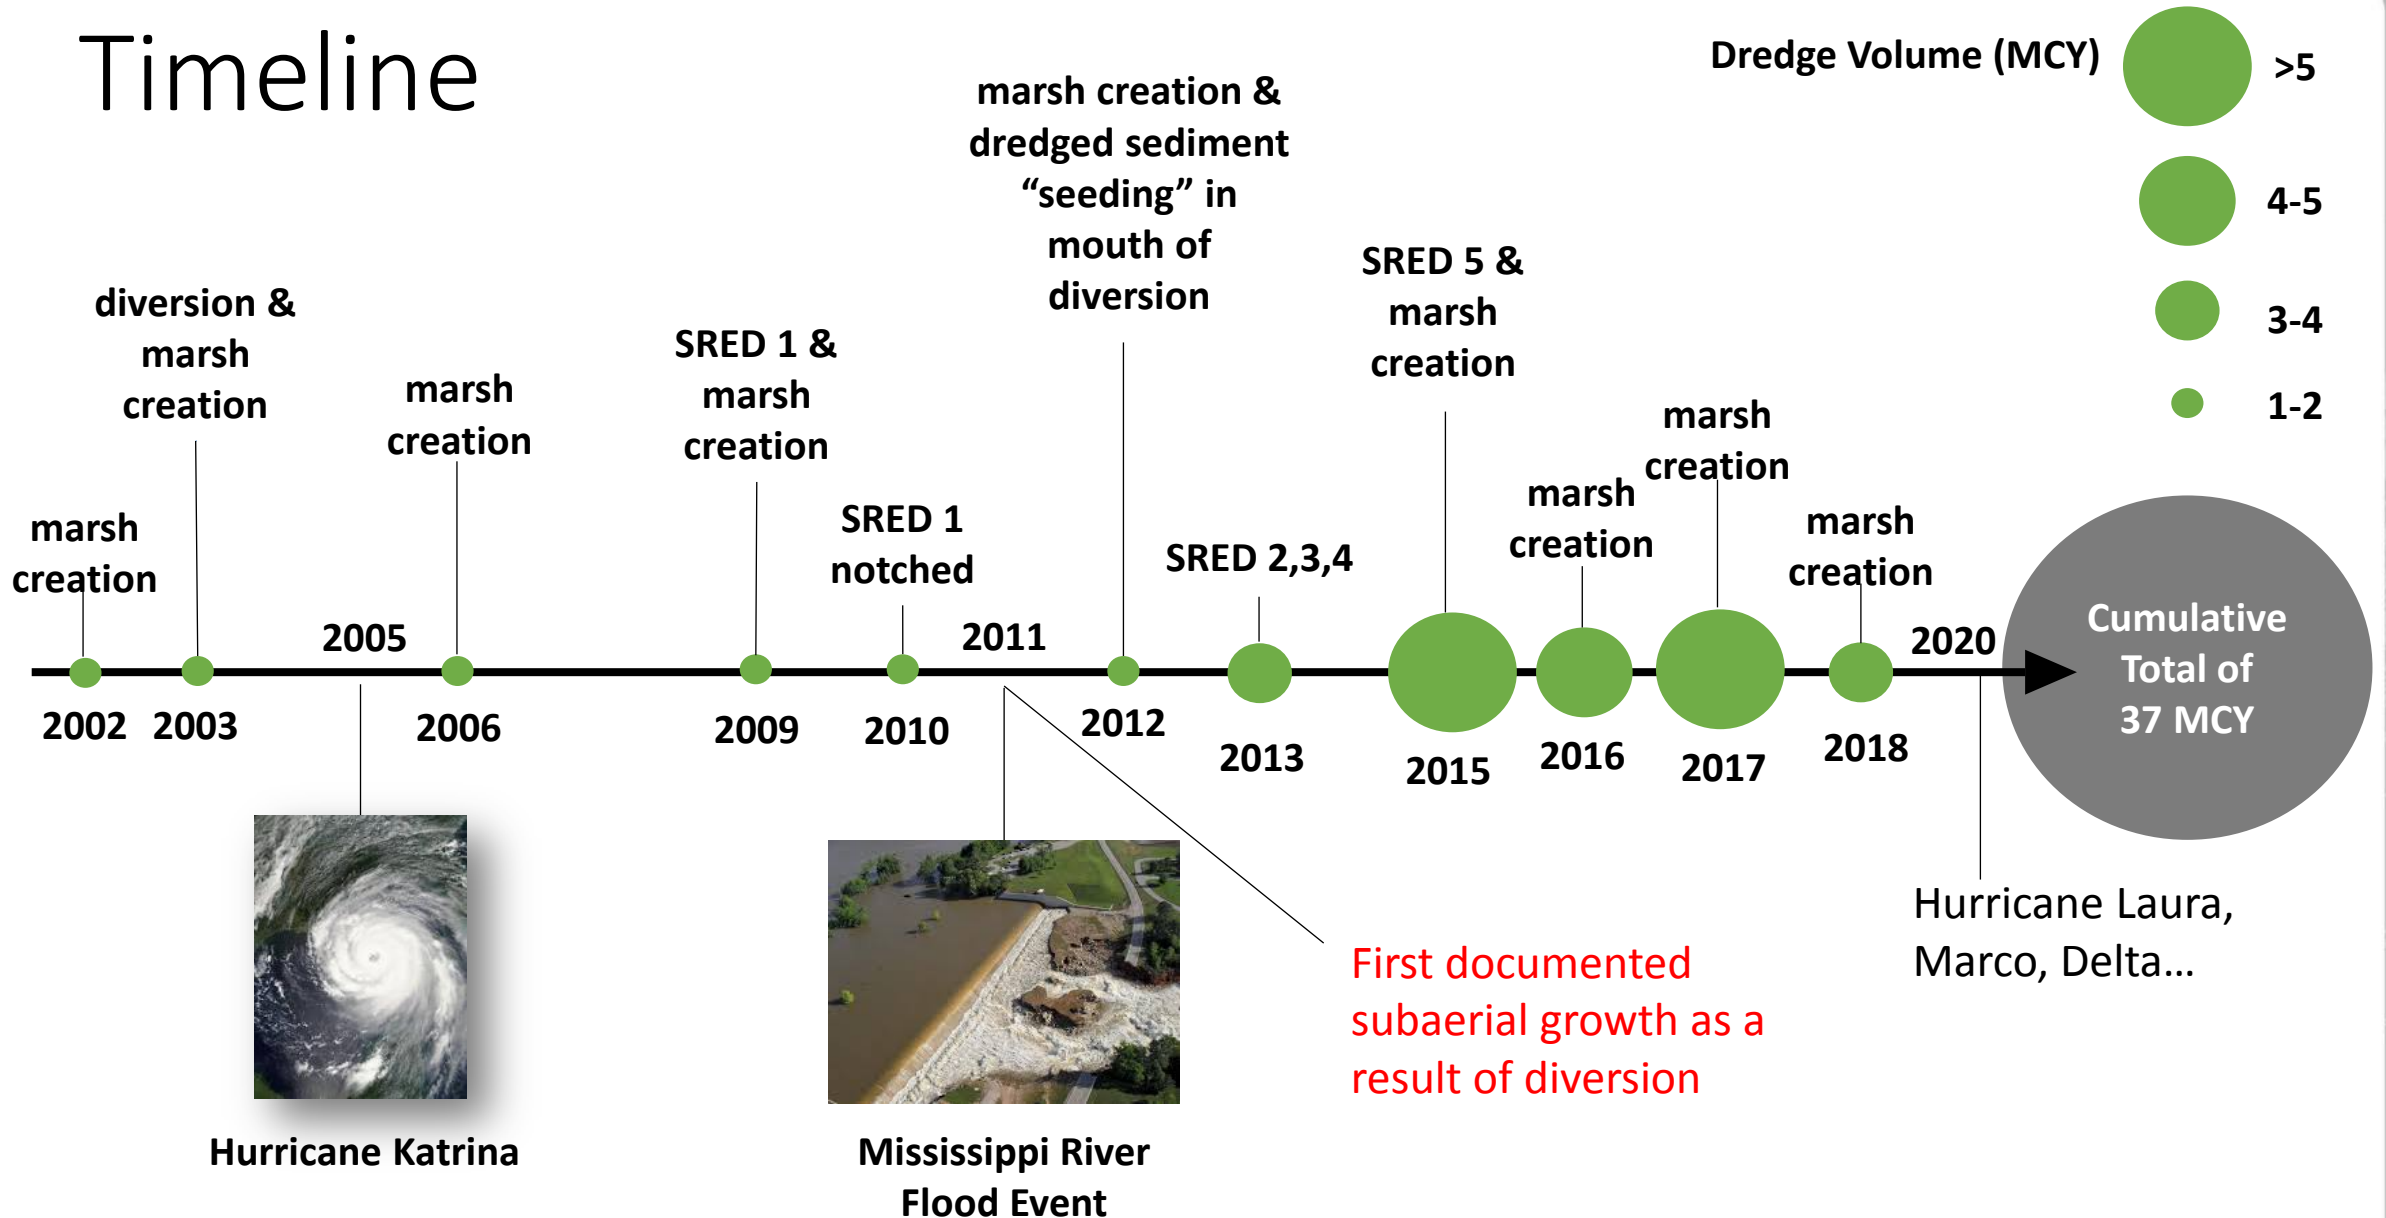 Timeline
Dredge Volume (MCY)
>5
4-5
3-4
1-2
marsh
creation
diversion &
marsh
creation
marsh
creation
SRED 1 &
marsh
creation
SRED 1
notched
marsh creation &
dredged sediment
“seeding” in
mouth of
diversion
SRED 2,3,4
SRED 5 &
marsh
creation
marsh
creation
marsh
creation
marsh
creation
2005
2011
2020
2002
2003
2006
2009
2010
2012
2013
2015
2016
2017
2018
Cumulative
Total of
37 MCY
Hurricane Katrina
Mississippi River
Flood Event
First documented
subaerial growth as a
result of diversion
Hurricane Laura,
Marco, Delta...